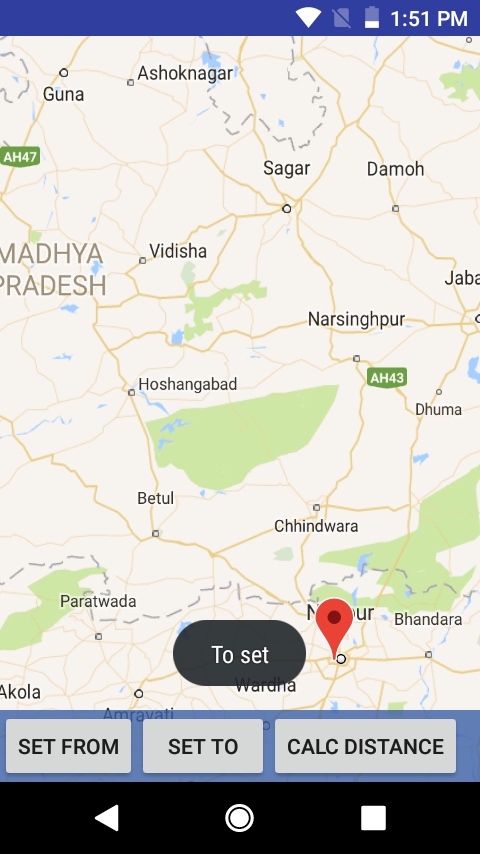 1:51 PM
Ashoknagar
Guna
AH47
Sagar
Damoh
MADHYA
PRADESH
Vidisha
Jaba
Narsinghpur
AH43
Hoshangabad
Dhuma
Betul
Chhindwara
Paratwada
Bhandara
To set
Akola
Wardha
Amravati
SET FROM
SET TO
CALC DISTANCE